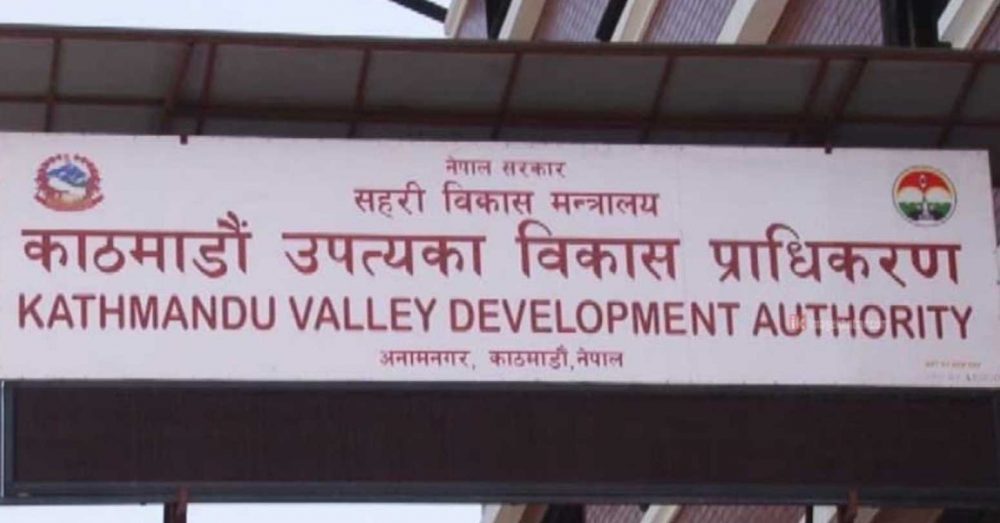 नेपाल सरकार
सहरी विकास मन्त्रालय
काठमाडौं उपत्यका विकास प्राधिकरण
KATHMANDU VALLEY DEVELOPMENT AUTHORITY
अनामनगर, काठमाडौं,नेपाल